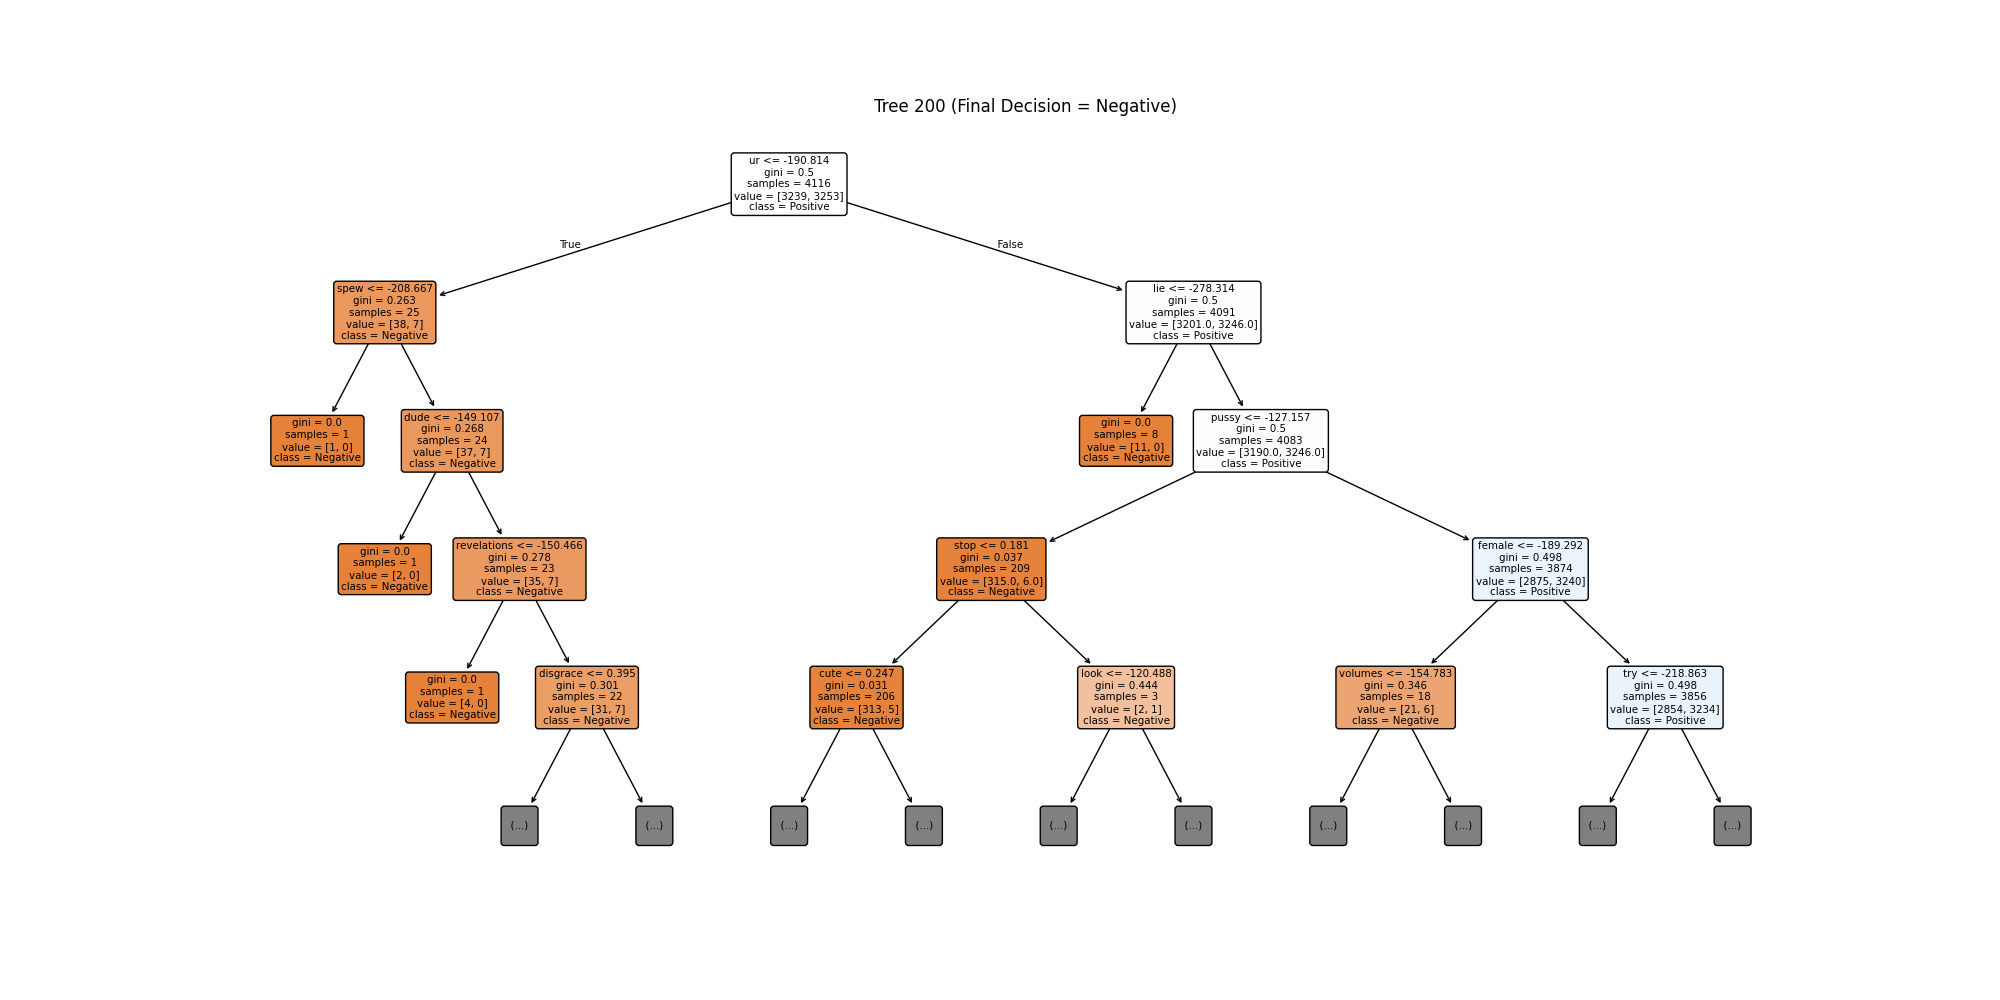 Tree 200 (Final Decision = Negative)
ur <= -190.814
gini = 0.5
samples = 4116
value = [3239, 3253]
class = Positive
True
False
spew <= -208.667
gini = 0.263
samples = 25
value = [38, 7]
class = Negative
lie <= -278.314
gini = 0.5
samples = 4091
value = [3201.0, 3246.0]
class = Positive
gini = 0.0
samples = 1
value = [1, 0]
class = Negative
dude <= -149.107
gini = 0.268
samples = 24
value = [37, 7]
class = Negative
gini = 0.0
samples = 8
value = [11, 0]
class = Negative
pussy <= -127.157
gini = 0.5
samples = 4083
value = [3190.0, 3246.0]
class = Positive
gini = 0.0
samples = 1
value = [2, 0]
class = Negative
revelations <= -150.466
gini = 0.278
samples = 23
value = [35, 7]
class = Negative
stop <= 0.181
gini = 0.037
samples = 209
value = [315.0, 6.0]
class = Negative
female <= -189.292
gini = 0.498
samples = 3874
value = [2875, 3240]
class = Positive
gini = 0.0
samples = 1
value = [4, 0]
class = Negative
disgrace <= 0.395
gini = 0.301
samples = 22
value = [31, 7]
class = Negative
cute <= 0.247
gini = 0.031
samples = 206
value = [313, 5]
class = Negative
look <= -120.488
gini = 0.444
samples = 3
value = [2, 1]
class = Negative
volumes <= -154.783
gini = 0.346
samples = 18
value = [21, 6]
class = Negative
try <= -218.863
gini = 0.498
samples = 3856
value = [2854, 3234]
class = Positive
(...)
(...)
(...)
(...)
(...)
(...)
(...)
(...)
(...)
(...)